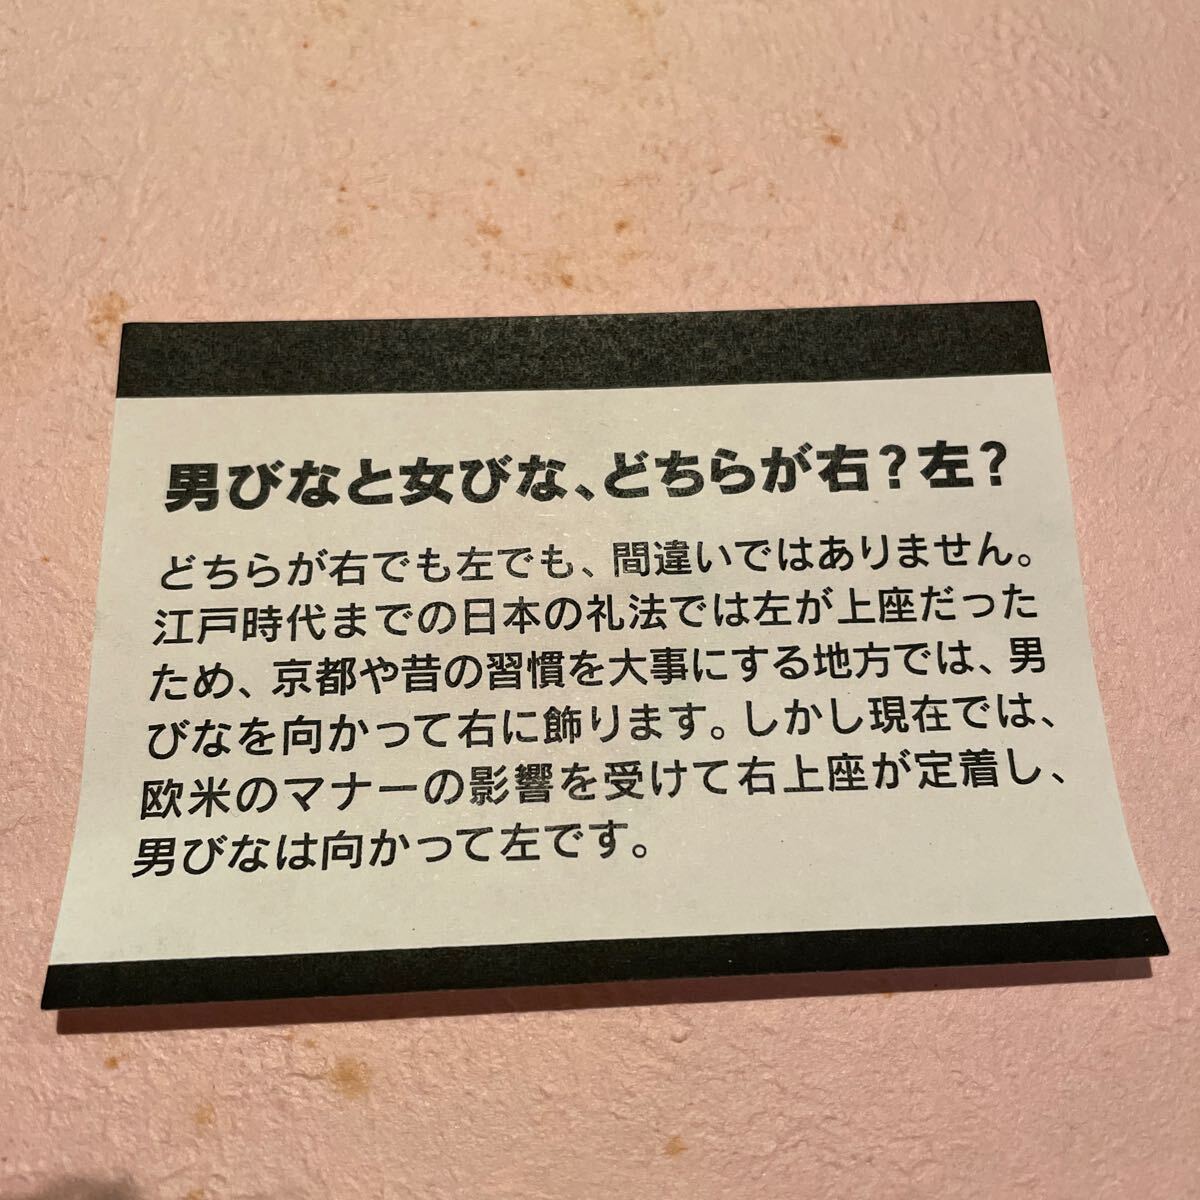 男びなと女びな、どちらが右?左?
どちらが右でも左でも、間違いではありません。
江戸時代までの日本の礼法では左が上座だった
ため、京都や昔の習慣を大事にする地方では、男
びなを向かって右に飾ります。しかし現在では、
欧米のマナーの影響を受けて右上座が定着し、
男びなは向かって左です。